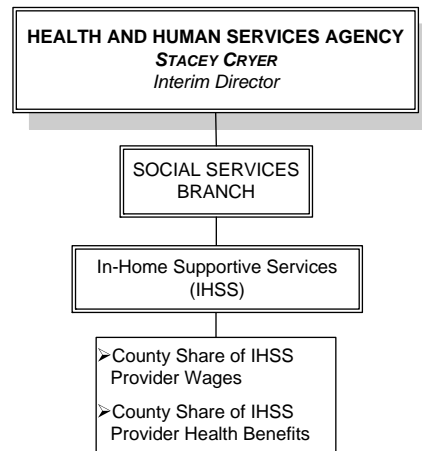 HEALTH AND HUMAN SERVICES AGENCY
STACEY CRYER
Interim Director
SOCIAL SERVICES
BRANCH
In-Home Supportive Services
(IHSS)
➢County Share of IHSS
Provider Wages
➢County Share of IHSS
Provider Health Benefits